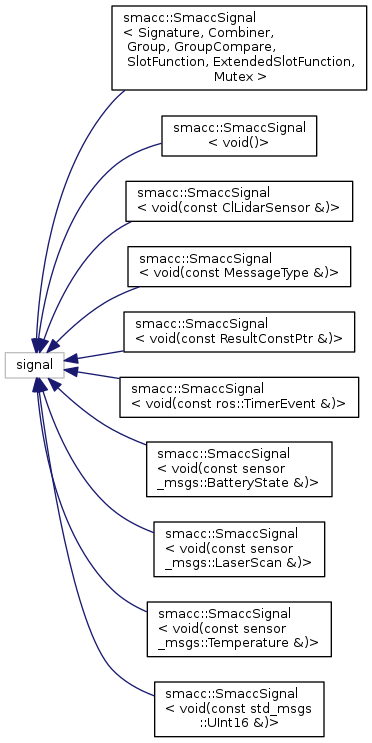 smacc::SmaccSignal
< Signature, Combiner,
Group, GroupCompare,
SlotFunction, ExtendedSlotFunction,
Mutex >
smacc::SmaccSignal
< void()>
smacc::SmaccSignal
< void(const ClLidarSensor &)>
smacc::SmaccSignal
< void(const MessageType &)>
smacc::SmaccSignal
< void(const ResultConstPtr &)>
signal
smacc::SmaccSignal
< void(const ros::TimerEvent &)>
smacc::SmaccSignal
< void(const sensor
_msgs::BatteryState &)>
smacc::SmaccSignal
< void(const sensor
_msgs::LaserScan &)>
smacc::SmaccSignal
< void(const sensor
_msgs::Temperature &)>
smacc::SmaccSignal
< void(const std_msgs
::UInt16 &)>